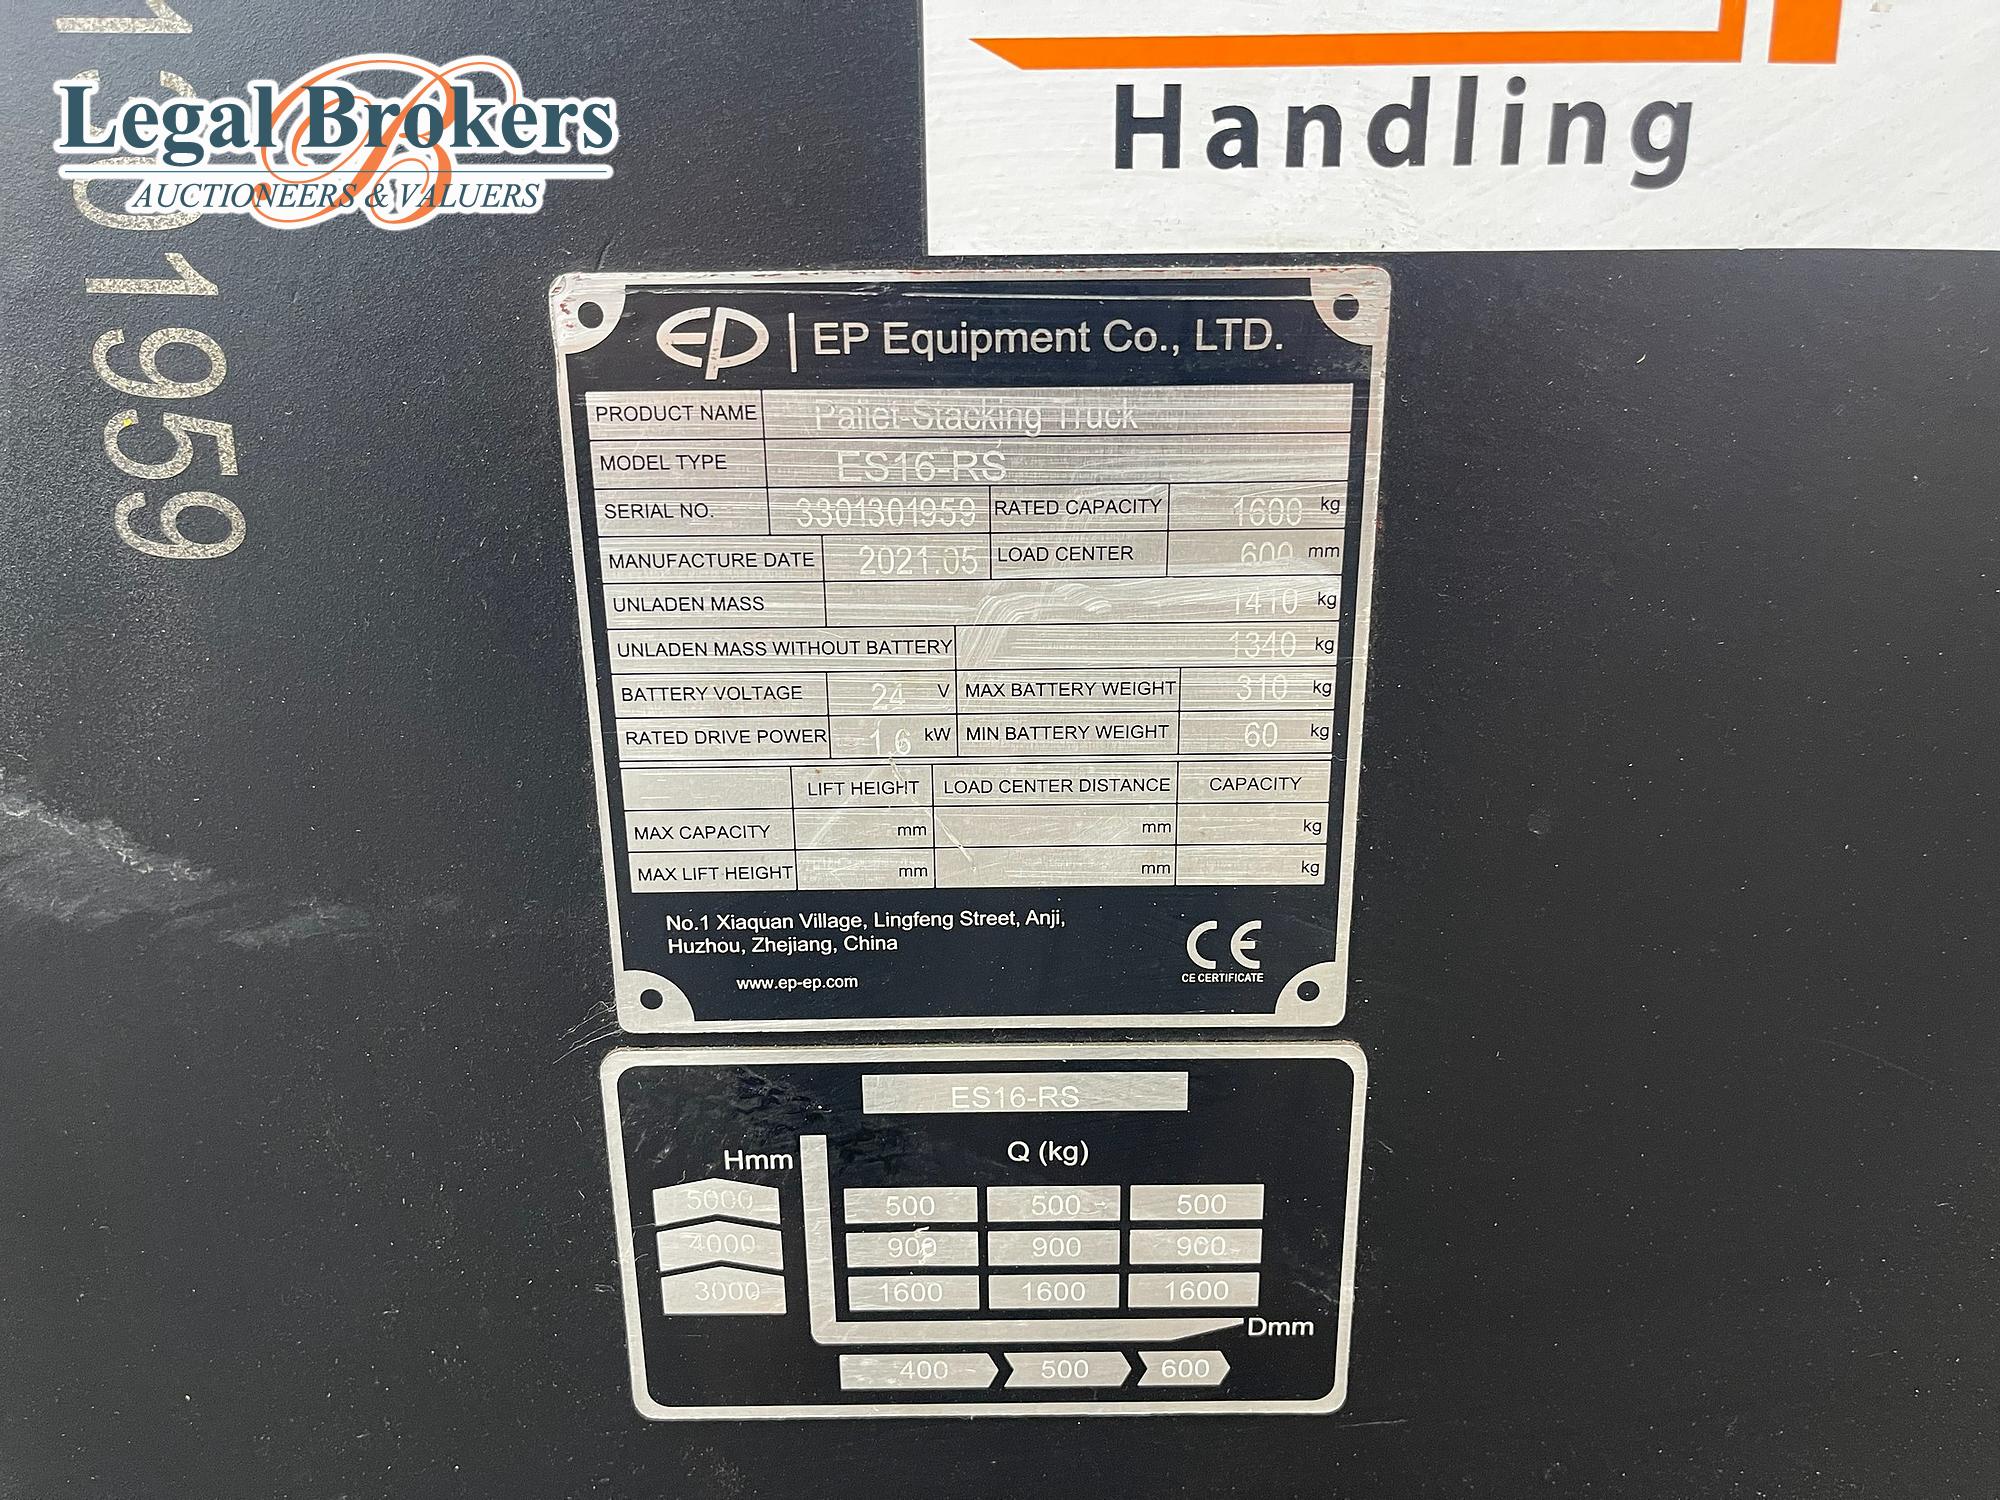 Legal Brokers
AUCTIONEERS & VALUERS
Handling
01959
EP | EP Equipment Co., LTD.
PRODUCT NAME Pallet-Stacking Truck
MODEL TYPE ES16-RS
SERIAL NO. 3301301959 RATED CAPACITY 1600 kg
MANUFACTURE DATE 2021.05 LOAD CENTER 600 mm
UNLADEN MASS 1410 kg
UNLADEN MASS WITHOUT BATTERY 1340 kg
BATTERY VOLTAGE 24 V MAX BATTERY WEIGHT 310 kg
RATED DRIVE POWER 1.6 kW MIN BATTERY WEIGHT 60 kg
LIFT HEIGHT LOAD CENTER DISTANCE CAPACITY
MAX CAPACITY mm mm kg
MAX LIFT HEIGHT mm mm kg
No.1 Xiaquan Village, Lingfeng Street, Anji,
Huzhou, Zhejiang, China
www.ep-ep.com
CE
CE CERTIFICATE
ES16-RS
Hmm Q (kg)
5000 500 500 500
4000 900 900 900
3000 1600 1600 1600
Dmm
400 500 600